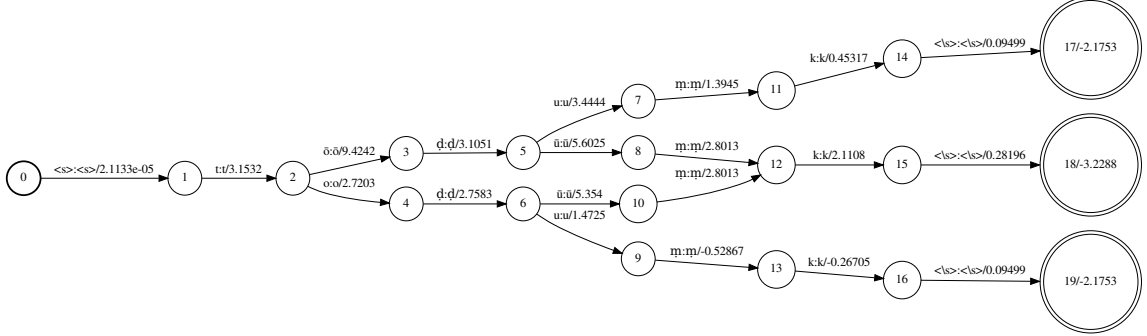 <\s>:<\s>/0.09499
17/-2.1753
14
k:k/0.45317
ṃ:ṃ/1.3945
11
7
u:u/3.4444
ō:ō/9.4242
3
ḍ:ḍ/3.1051
5
ū:ū/5.6025
8
ṃ:ṃ/2.8013
12
k:k/2.1108
15
<\s>:<\s>/0.28196
18/-3.2288
0
<s>:<s>/2.1133e-05
1
t:t/3.1532
2
o:o/2.7203
4
ḍ:ḍ/2.7583
6
ū:ū/5.354
10
ṃ:ṃ/2.8013
u:u/1.4725
9
ṃ:ṃ/-0.52867
13
k:k/-0.26705
16
<\s>:<\s>/0.09499
19/-2.1753